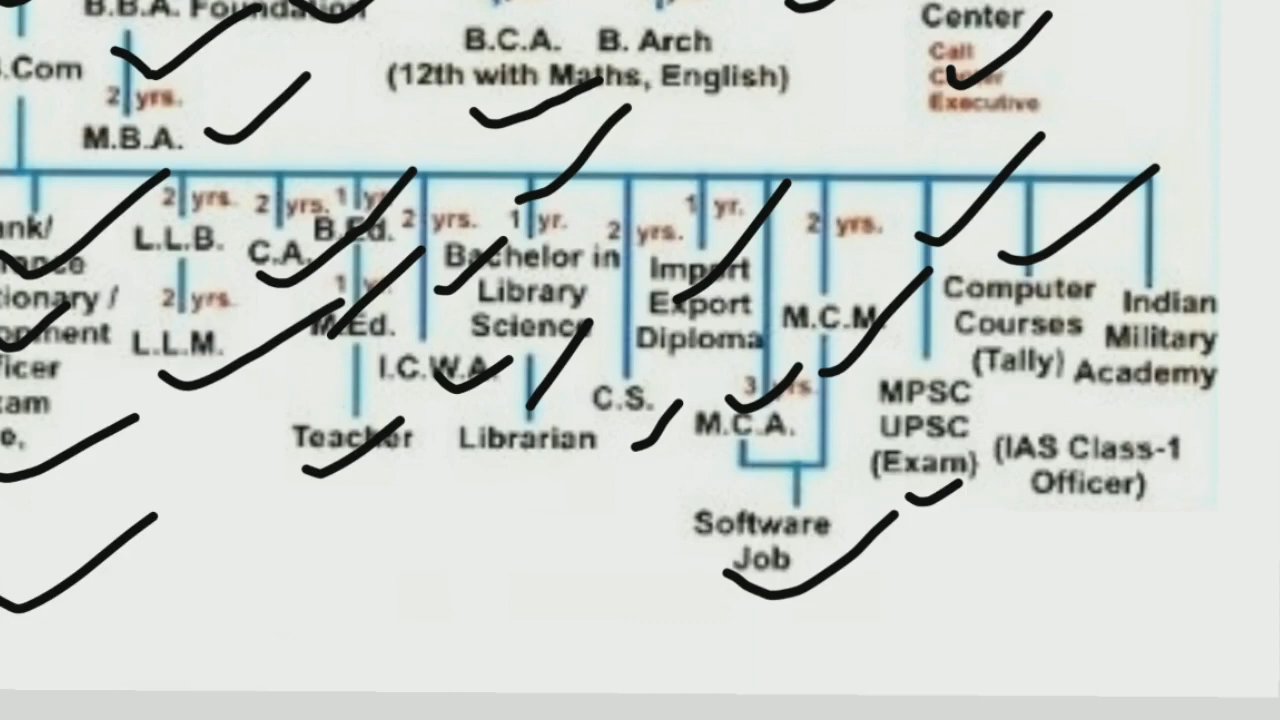 B.B.A. Foundation
B.C.A. B. Arch
(12th with Maths, English)
Center
Call
Center
Executive
.Com
2 yrs.
M.B.A.
2 yrs.
L.L.B.
2 yrs.
L.L.M.
2 yrs.
C.A.
1 yr.
B.Ed.
1 yr.
M.Ed.
Teacher
2 yrs.
I.C.W.A.
1 yr.
Bachelor in
Library
Science
Librarian
2 yrs.
C.S.
1 yr.
Import
Export
Diploma
3 yrs.
M.C.A.
2 yrs.
M.C.M.
Software
Job
MPSC
UPSC
(Exam)
Computer
Courses
(Tally)
(IAS Class-1
Officer)
Indian
Military
Academy